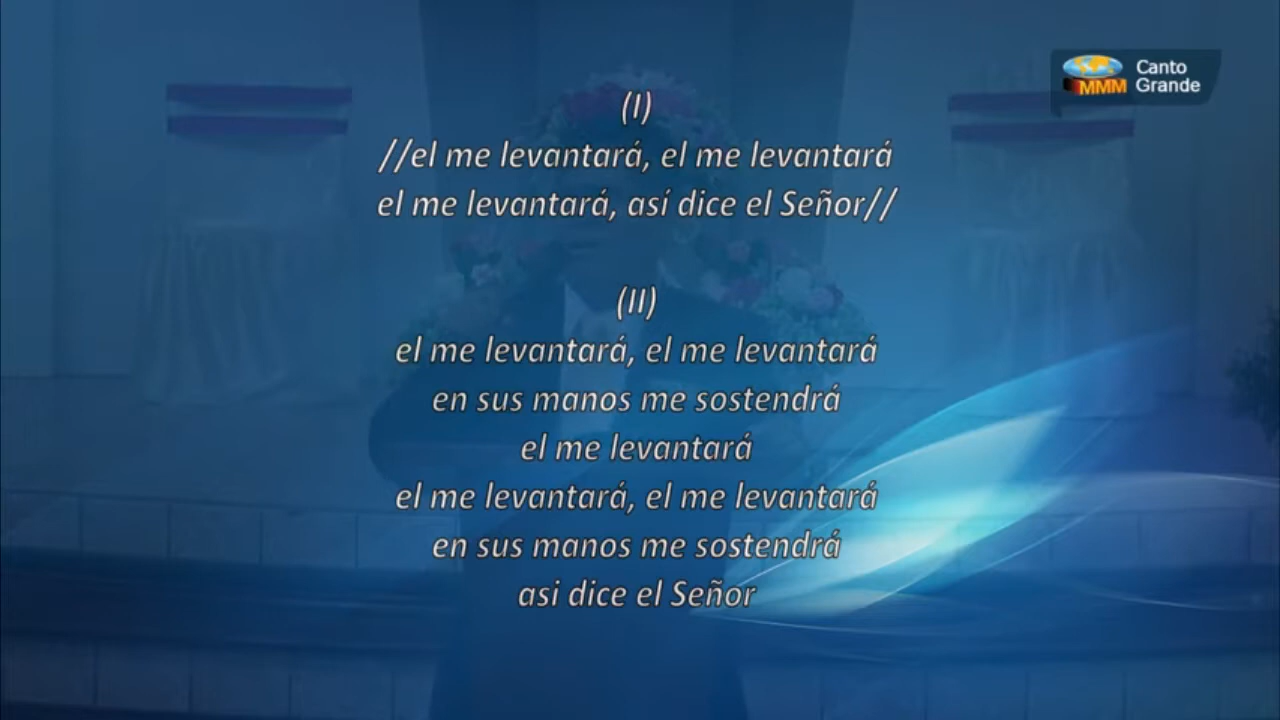 Canto
Grande
MMM
(I)
//el me levantará, el me levantará
el me levantará, así dice el Señor//
(II)
el me levantará, el me levantará
en sus manos me sostendrá
el me levantará
el me levantará, el me levantará
en sus manos me sostendrá
asi dice el Señor